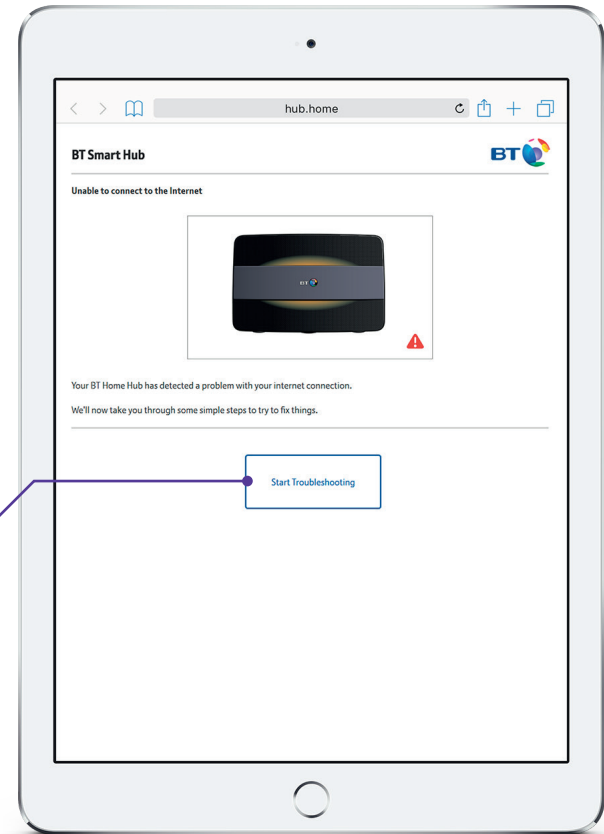 hub.home
BT Smart Hub
BT
Unable to connect to the Internet
BT
Your BT Home Hub has detected a problem with your internet connection.
We'll now take you through some simple steps to try to fix things.
Start Troubleshooting